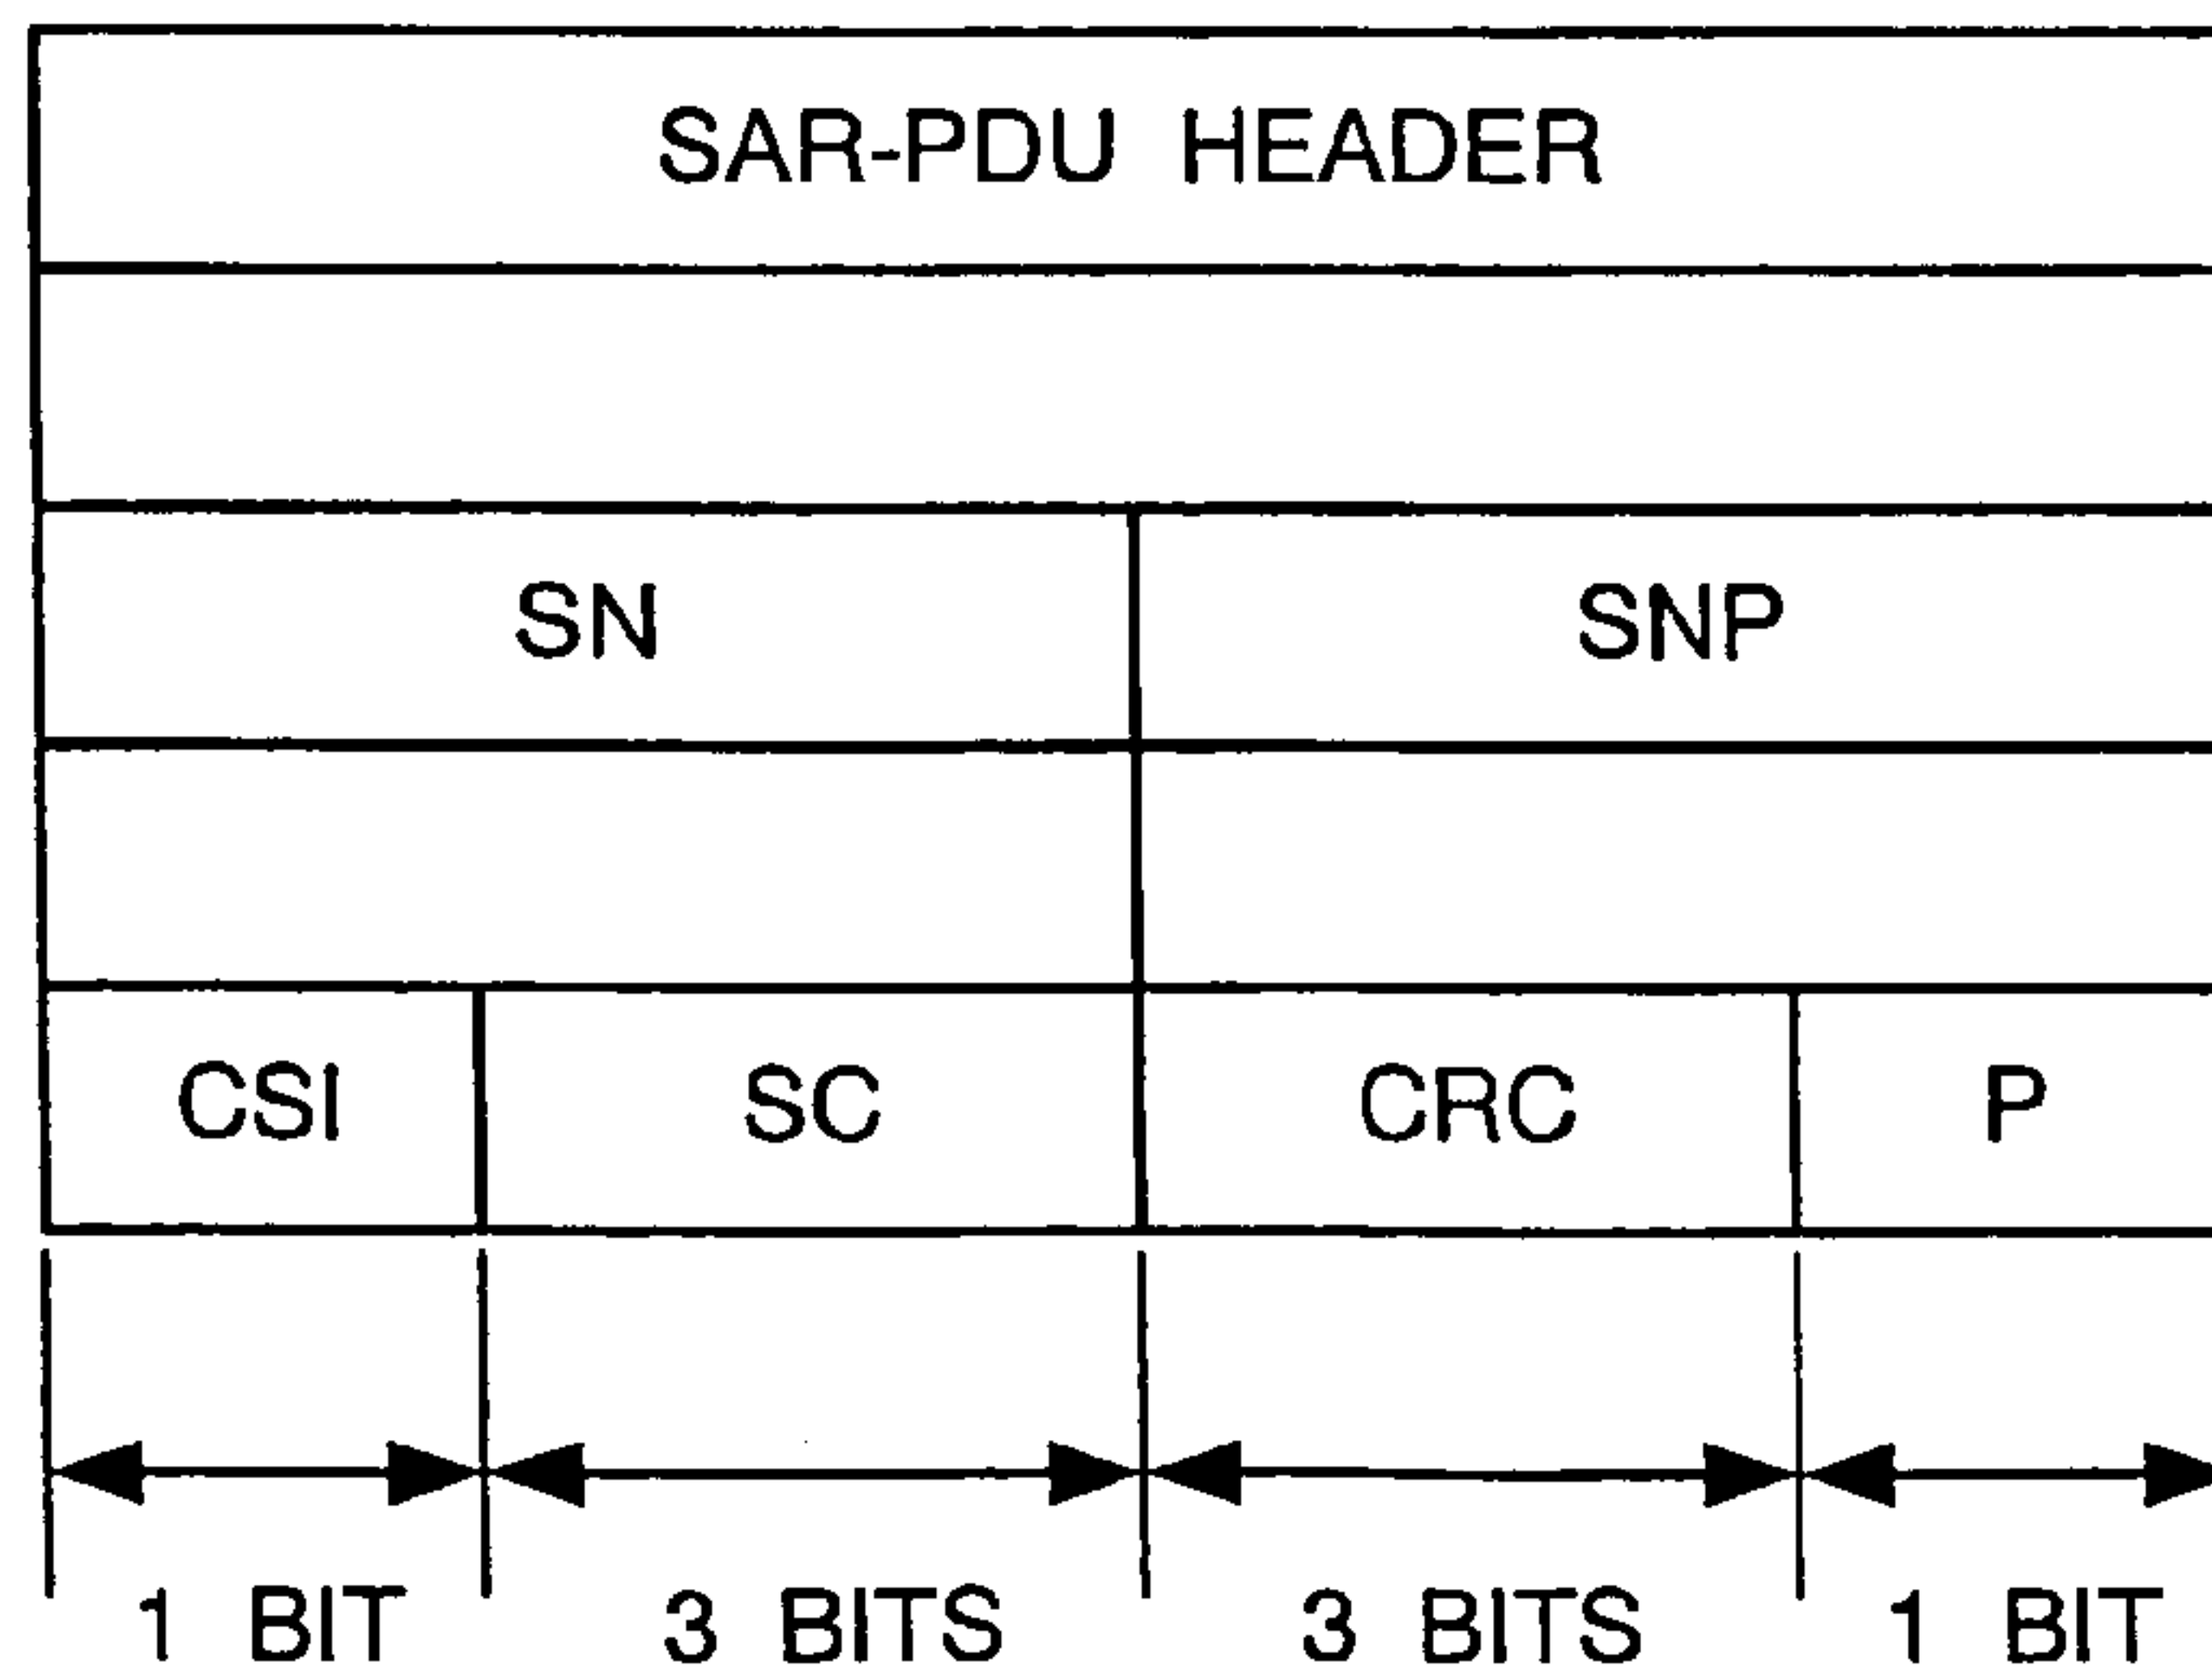 SAR-PDU HEADER
SN SNP
CSI SC CRC P
1 BIT 3 BITS 3 BITS 1 BIT